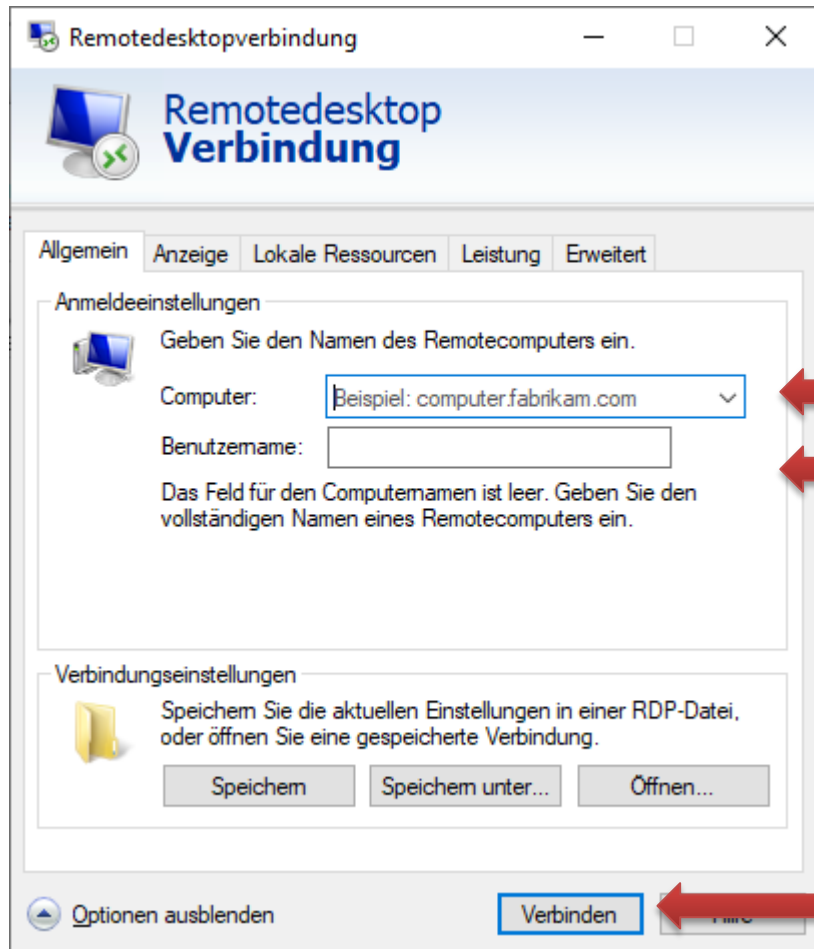 Remotedesktopverbindung
Remotedesktop
Verbindung
Allgemein Anzeige Lokale Ressourcen Leistung Erweitert
Anmeldeeinstellungen
Geben Sie den Namen des Remotecomputers ein.
Computer: Beispiel: computer.fabrikam.com
Benutzername:
Das Feld für den Computernamen ist leer. Geben Sie den
vollständigen Namen eines Remotecomputers ein.
Verbindungseinstellungen
Speichern Sie die aktuellen Einstellungen in einer RDP-Datei,
oder öffnen Sie eine gespeicherte Verbindung.
Speichern Speichern unter... Öffnen...
Optionen ausblenden Verbinden